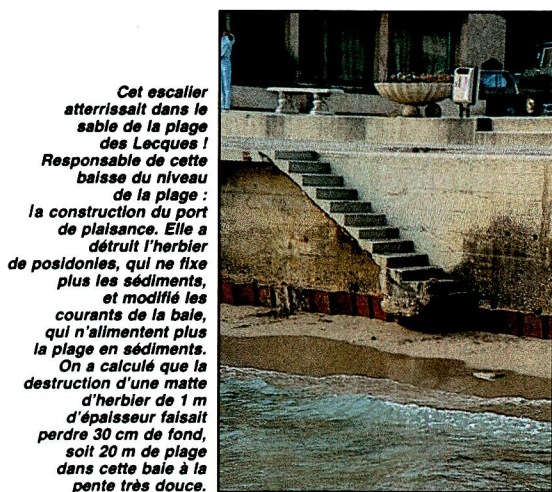 Cet escalier
atterrissait dans le
sable de la plage
des Lecques !
Responsable de cette
baisse du niveau
de la plage :
la construction du port
de plaisance. Elle a
détruit l'herbier
de posidonies, qui ne fixe
plus les sédiments,
et modifié les
courants de la baie,
qui n'alimentent plus
la plage en sédiments.
On a calculé que la
destruction d'une matte
d'herbier de 1 m
d'épaisseur faisait
perdre 30 cm de fond,
soit 20 m de plage
dans cette baie à la
pente très douce.